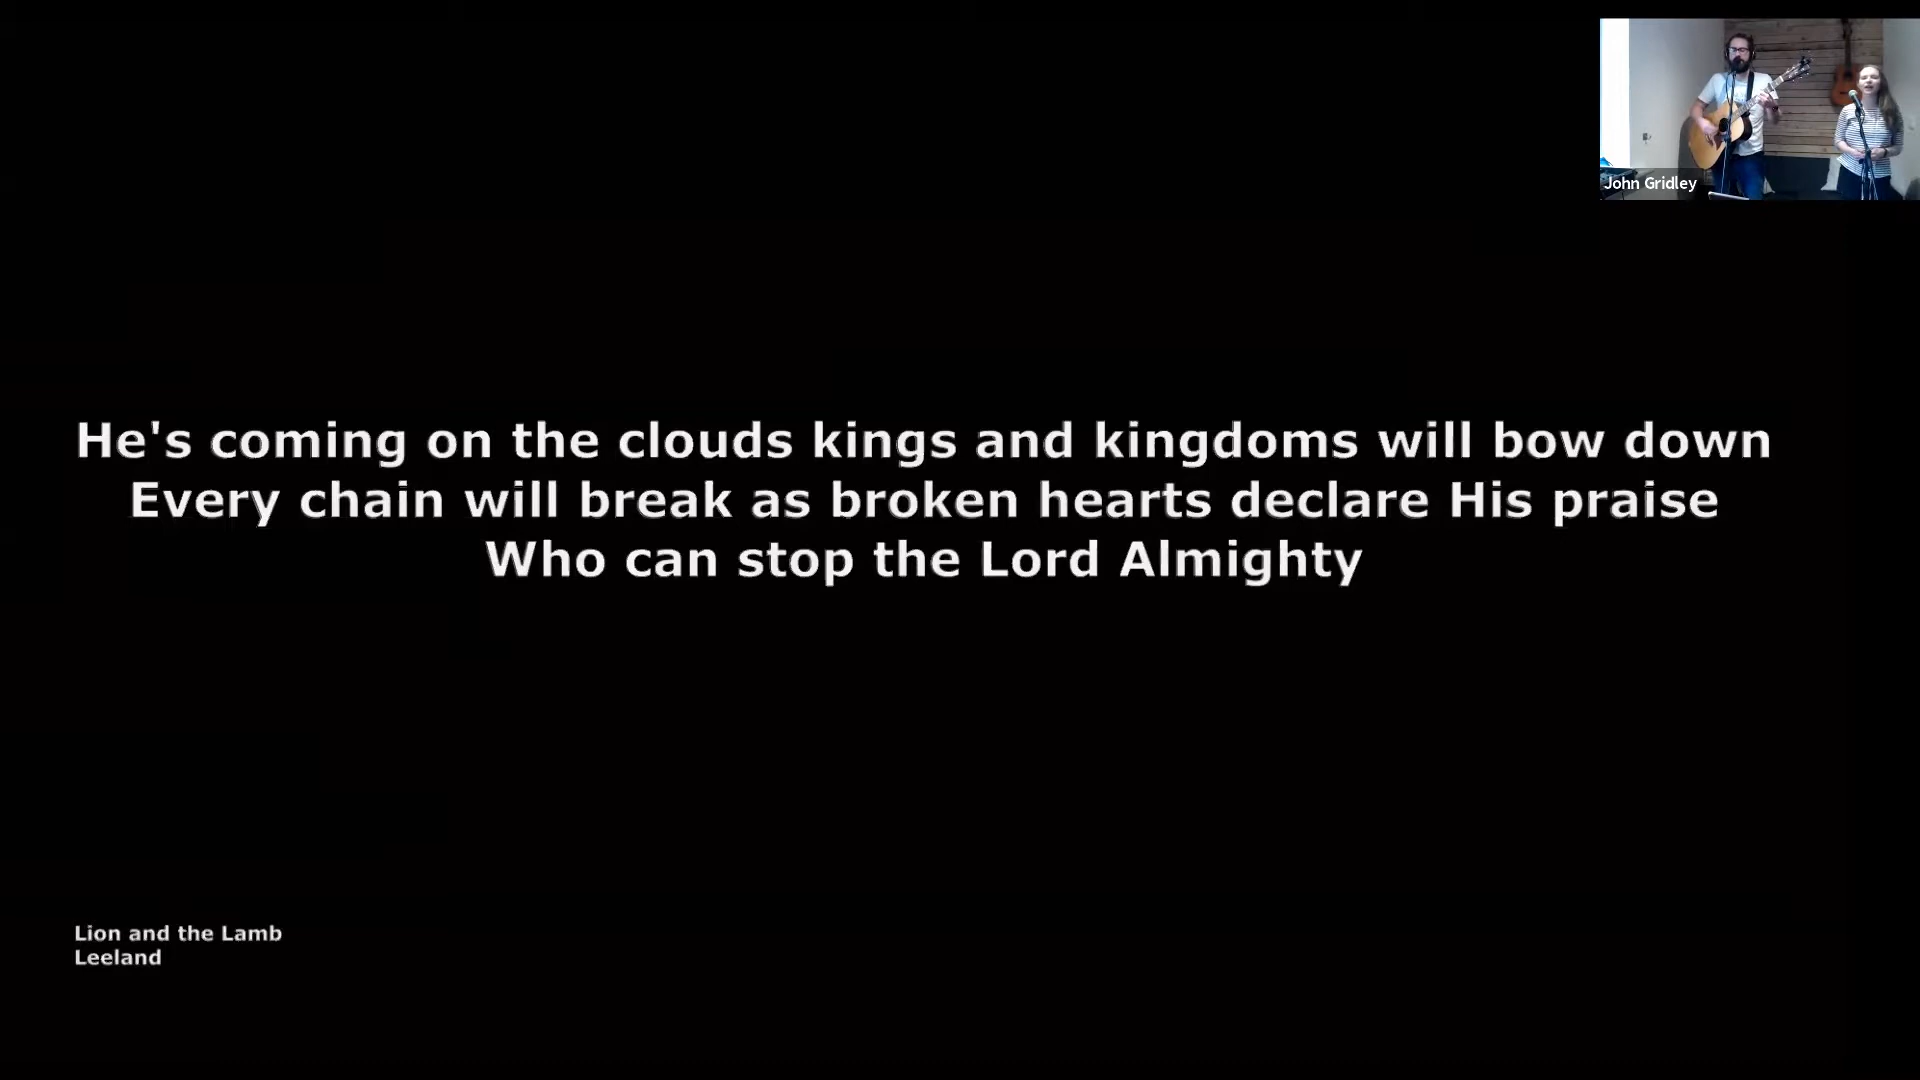 John Gridley
He's coming on the clouds kings and kingdoms will bow down
Every chain will break as broken hearts declare His praise
Who can stop the Lord Almighty
Lion and the Lamb
Leeland